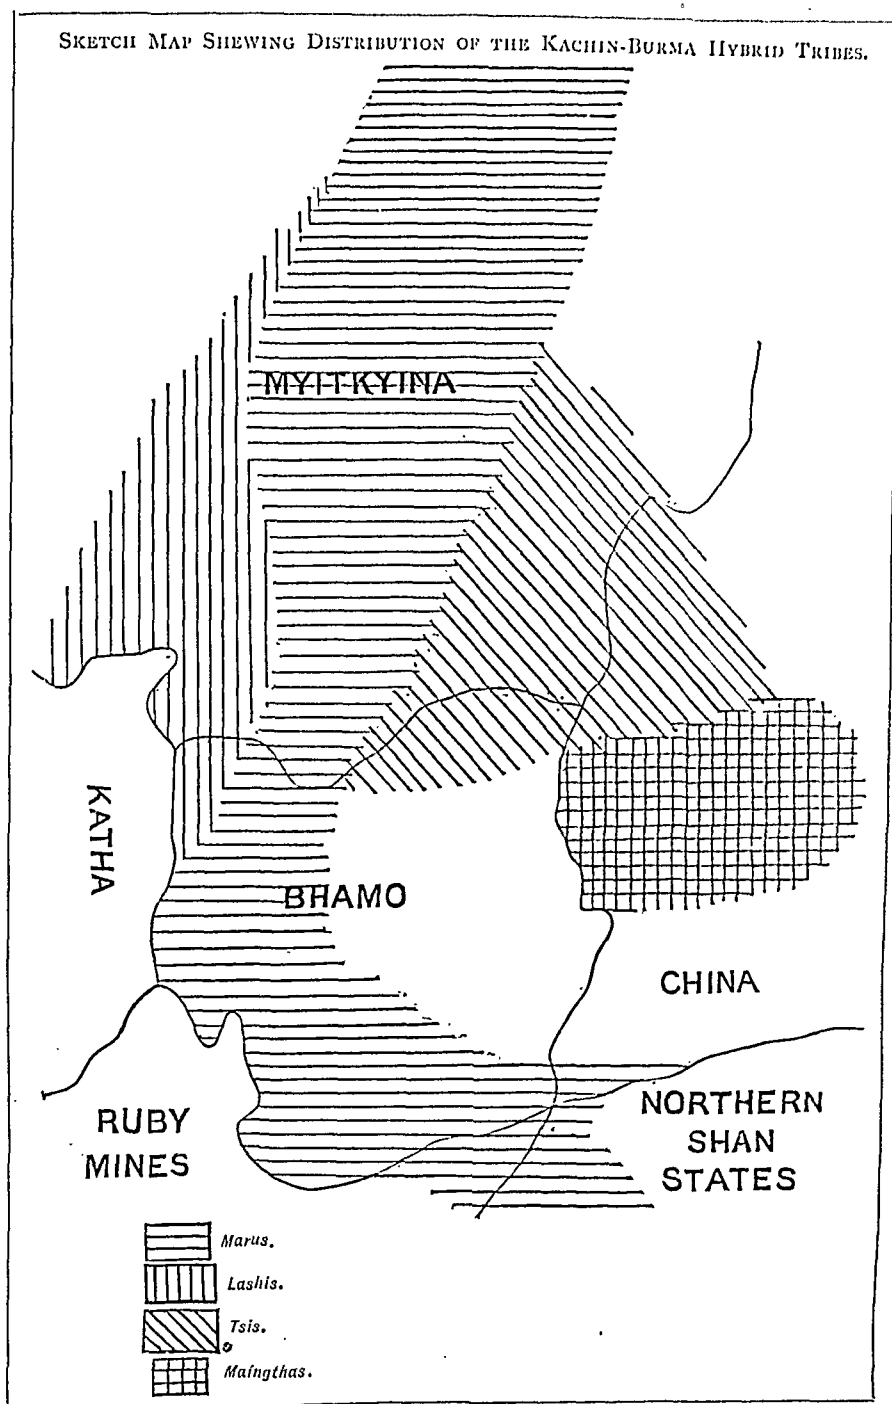 SKETCH MAP SHEWING DISTRIBUTION OF THE KACHIN-BURMA HYBRID TRIBES.
MYITKYINA
KATHA
BHAMO
CHINA
RUBY
MINES
NORTHERN
SHAN
STATES
Marus.
Lashis.
Tsis.
Maingthas.